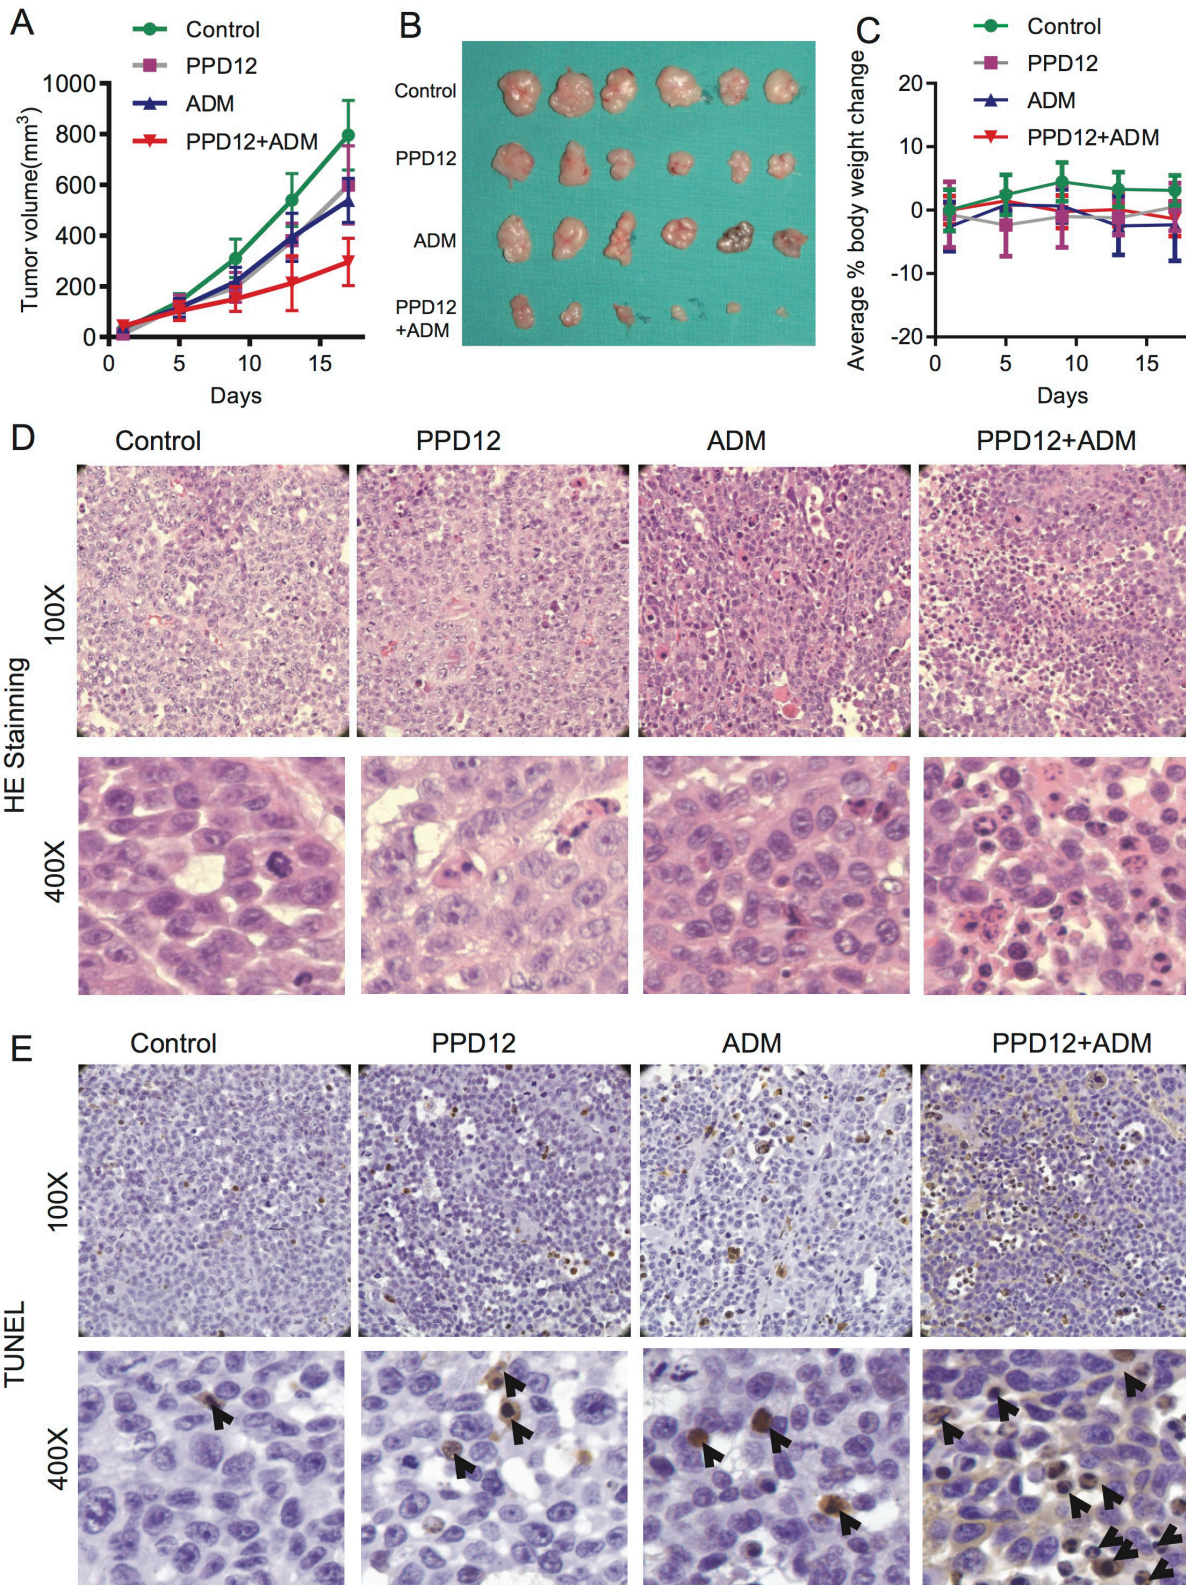 A
Control
PPD12
ADM
PPD12+ADM
1000
800
600
400
200
0
Tumor volume(mm3)
0 5 10 15
Days
B
Control
PPD12
ADM
PPD12
+ADM
C
Control
PPD12
ADM
PPD12+ADM
20
10
0
-10
-20
Average % body weight change
0 5 10 15
Days
D
Control PPD12 ADM PPD12+ADM
HE Stainning
100X
400X
E
Control PPD12 ADM PPD12+ADM
TUNEL
100X
400X